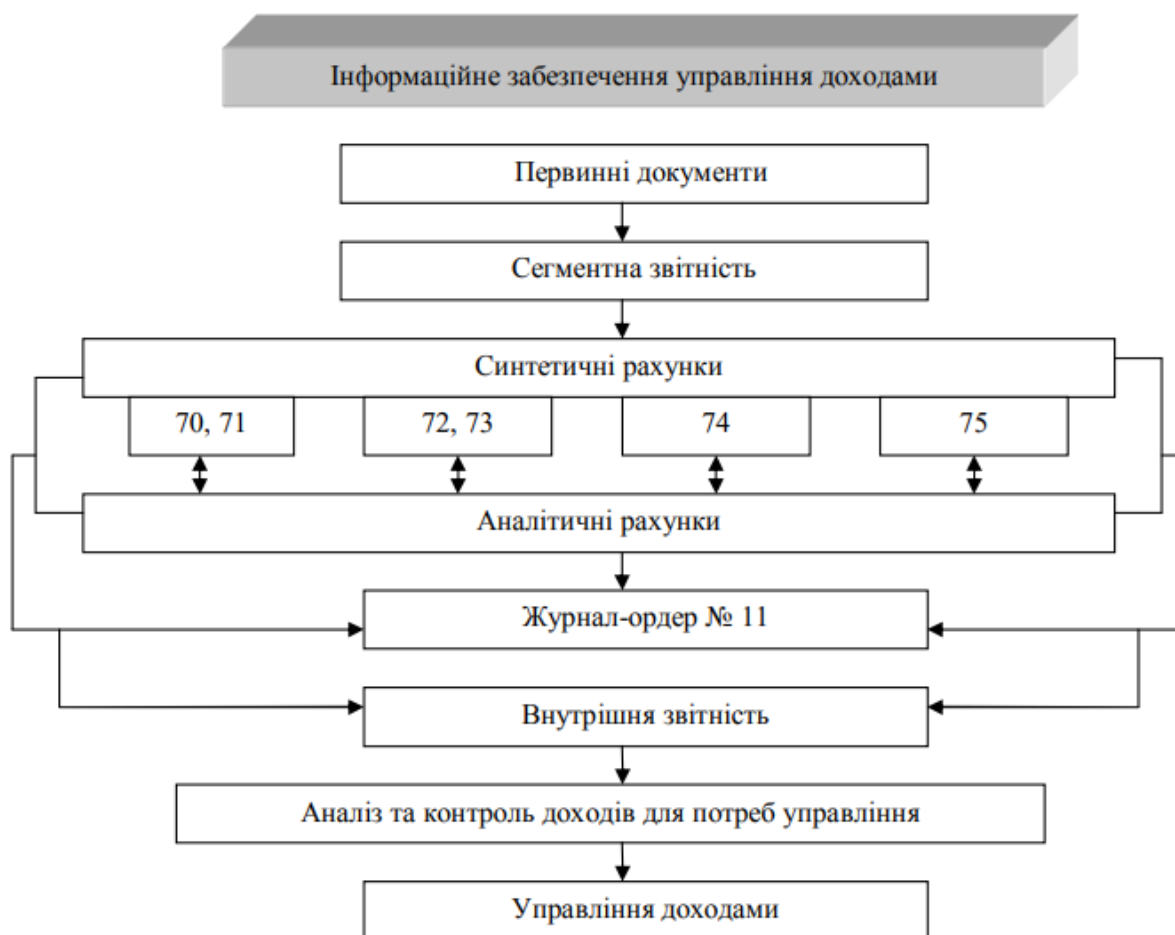 Інформаційне забезпечення управління доходами
Первинні документи
Сегментна звітність
Синтетичні рахунки
70, 71
72, 73
74
75
Аналітичні рахунки
Журнал-ордер № 11
Внутрішня звітність
Аналіз та контроль доходів для потреб управління
Управління доходами